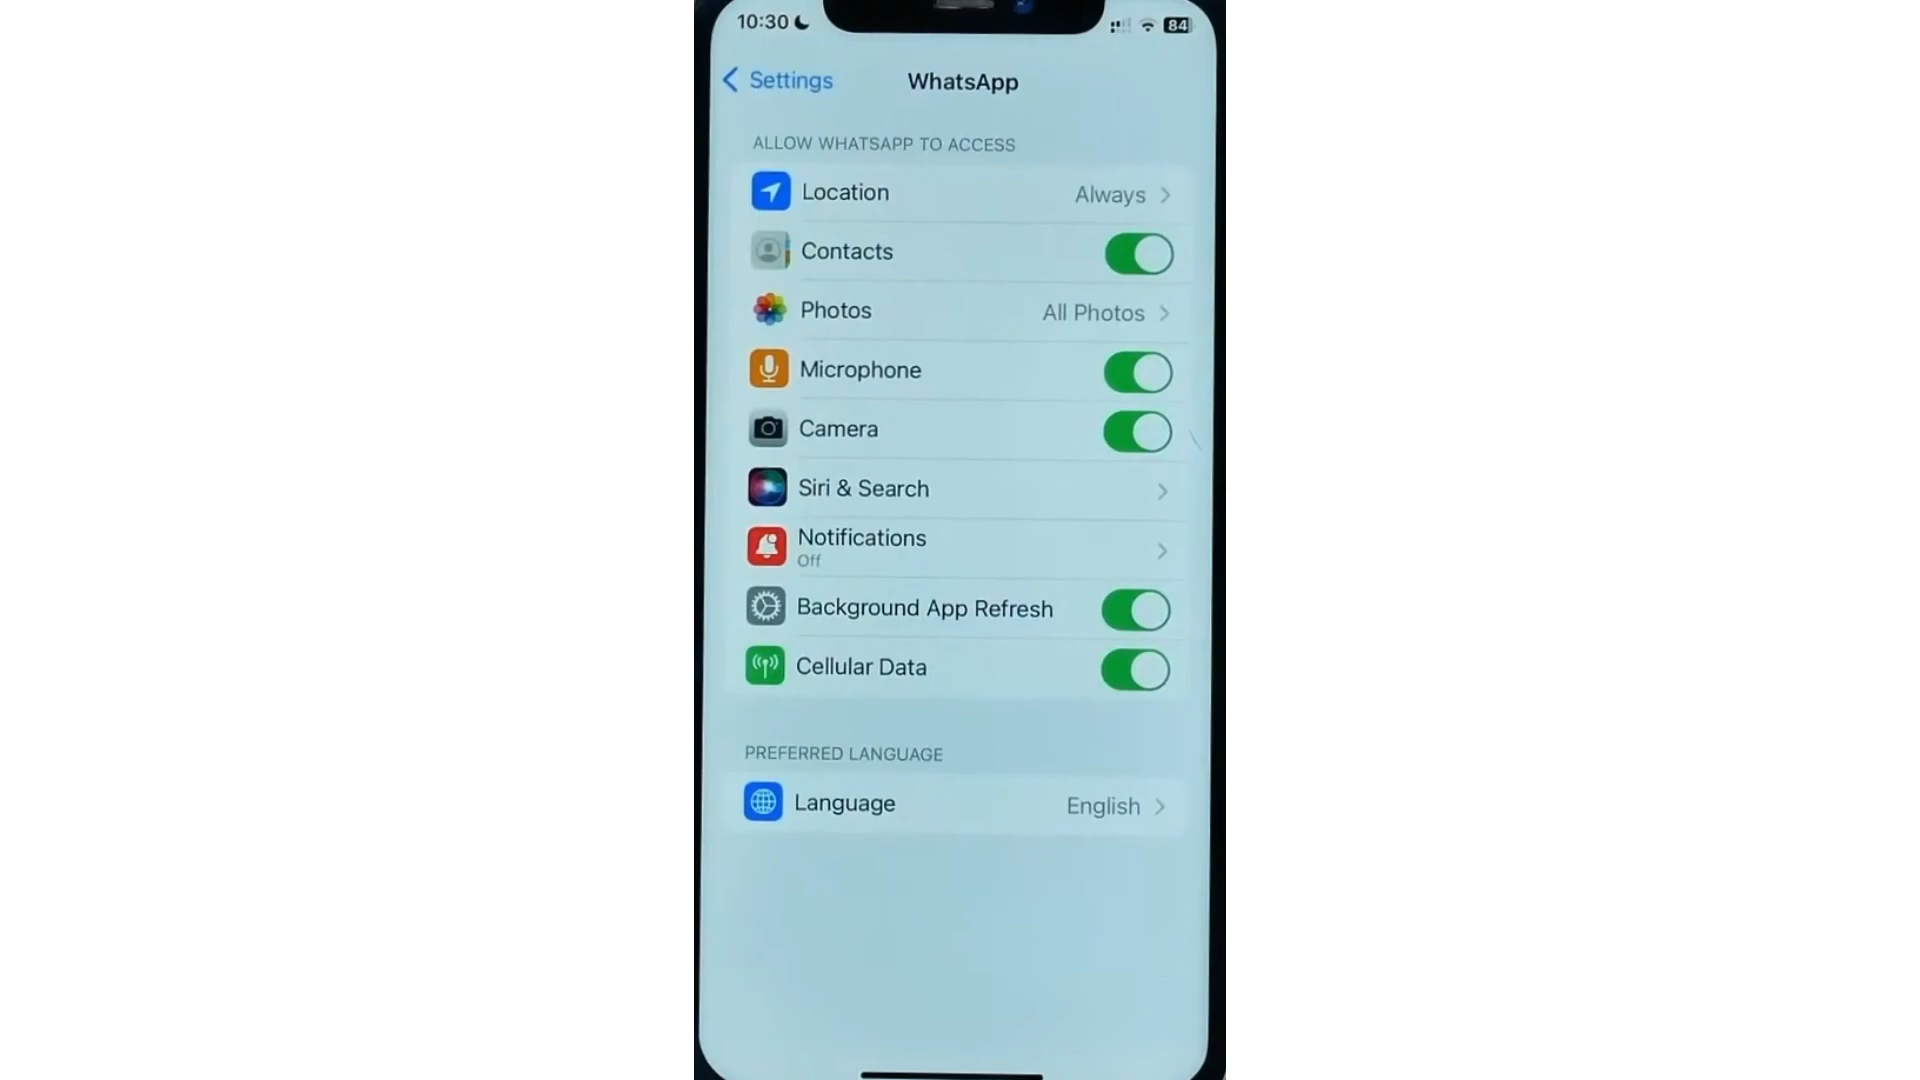 10:30
84
Settings
WhatsApp
ALLOW WHATSAPP TO ACCESS
Location
Always
Contacts
Photos
All Photos
Microphone
Camera
Siri & Search
Notifications
Off
Background App Refresh
Cellular Data
PREFERRED LANGUAGE
Language
English